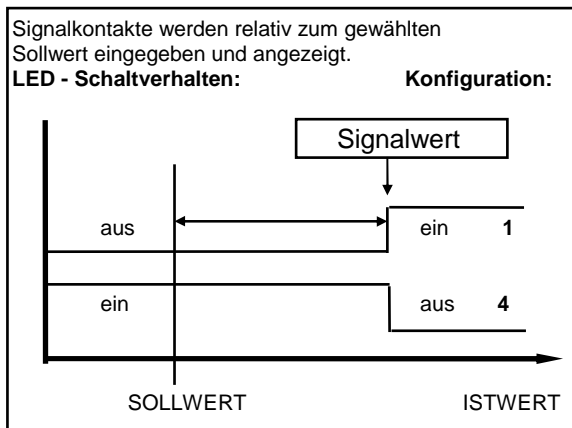 Signalkontakte werden relativ zum gewählten
Sollwert eingegeben und angezeigt.
LED - Schaltverhalten: Konfiguration:
Signalwert
aus ein 1
ein aus 4
SOLLWERT ISTWERT